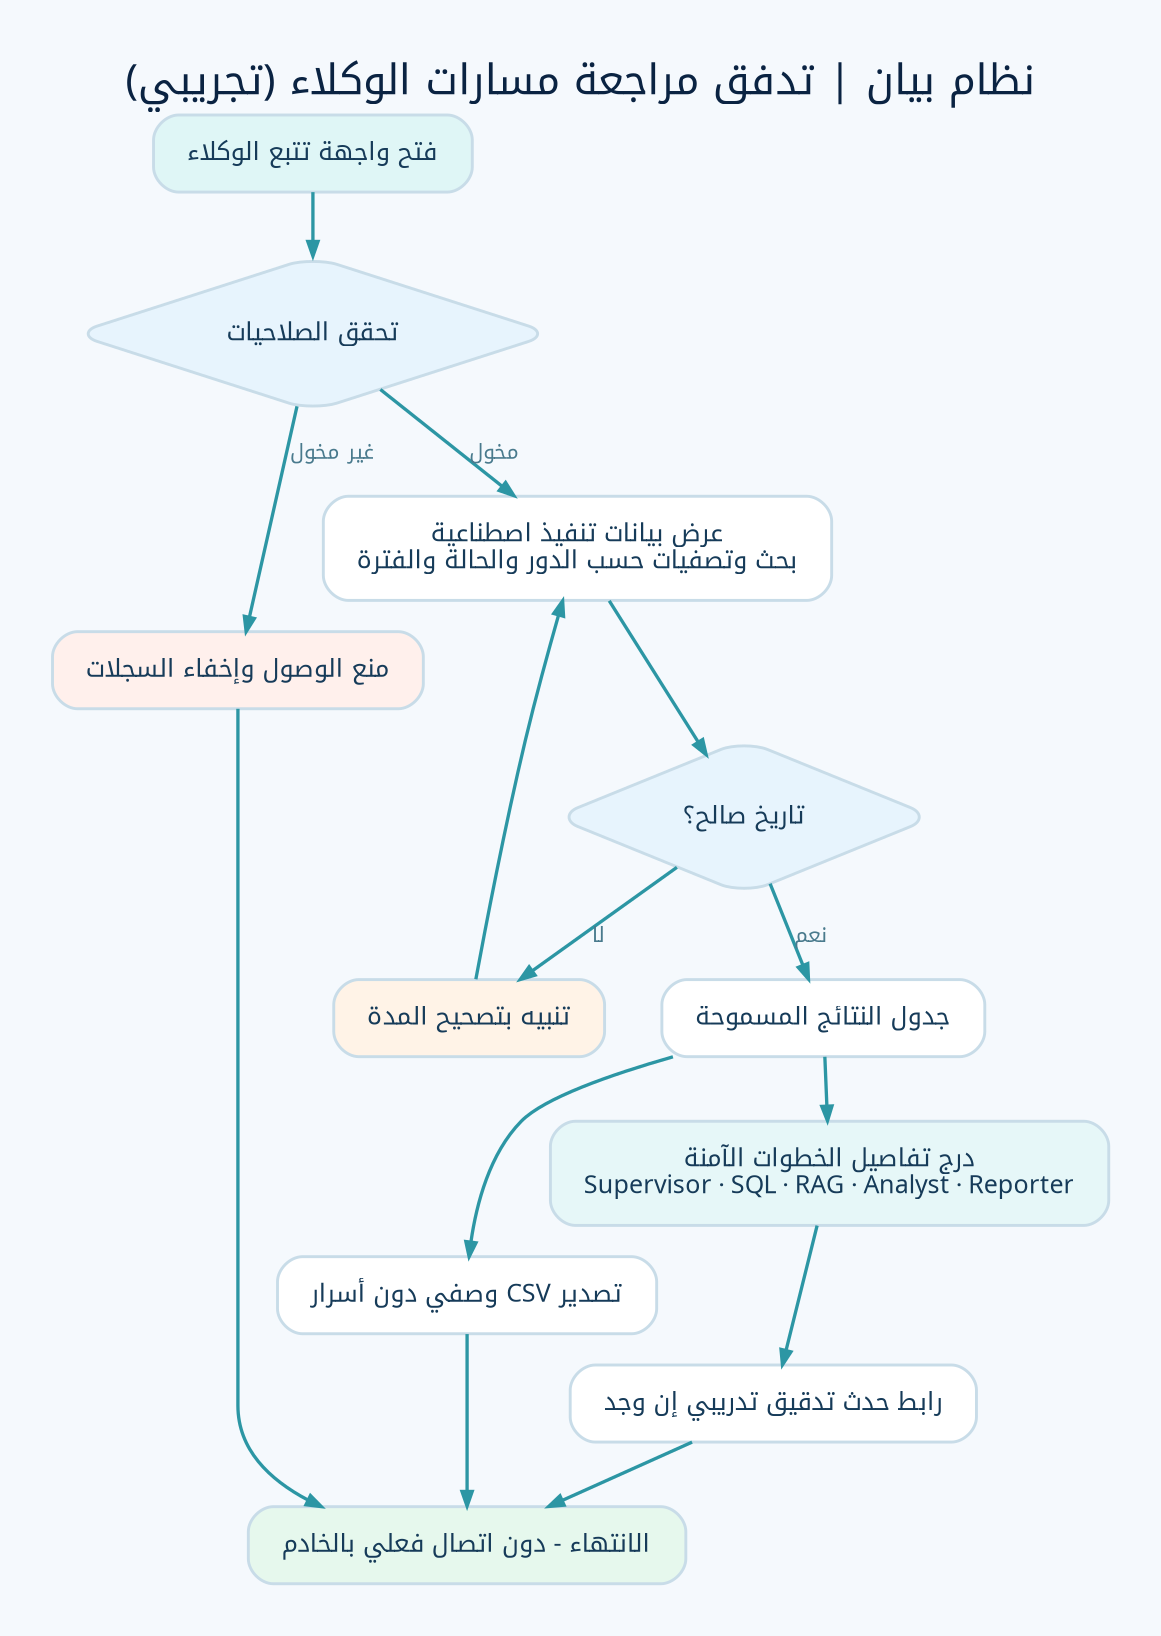 نظام بيان | تدفق مراجعة مسارات الوكلاء (تجريبي)
فتح واجهة تتبع الوكلاء
تحقق الصلاحيات
غير مخول
مخول
عرض بيانات تنفيذ اصطناعية
بحث وتصفيات حسب الدور والحالة والفترة
منع الوصول وإخفاء السجلات
تاريخ صالح؟
لا
نعم
تنبيه بتصحيح المدة
جدول النتائج المسموحة
درج تفاصيل الخطوات الآمنة
Supervisor · SQL · RAG · Analyst · Reporter
تصدير CSV وصفي دون أسرار
رابط حدث تدقيق تدريبي إن وجد
الانتهاء - دون اتصال فعلي بالخادم